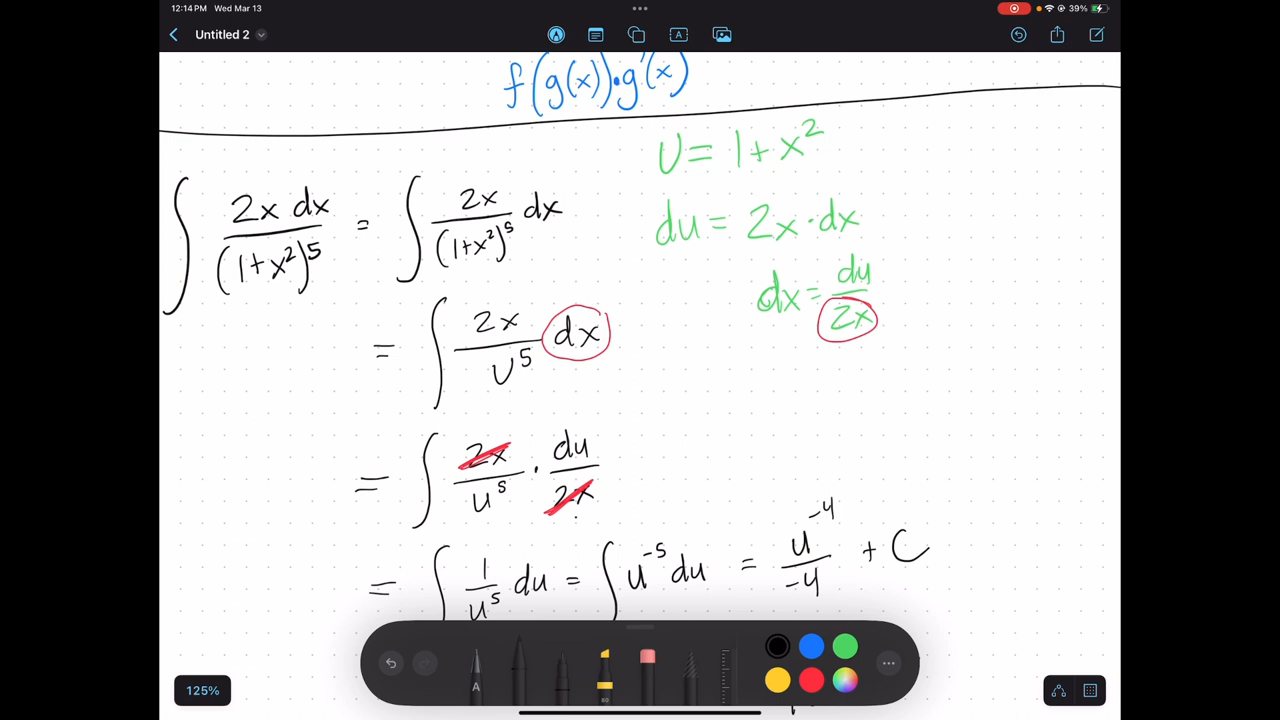 12:14 PM Wed Mar 13
39%
Untitled 2
f(g(x))·g'(x)
U = 1 + x²
∫ 2x dx / (1+x²)⁵ = ∫ 2x / (1+x²)⁵ dx
du = 2x · dx
dx = du / 2x
= ∫ 2x / U⁵ dx
= ∫ 2x / u⁵ · du / 2x
= ∫ 1 / u⁵ du = ∫ u⁻⁵ du = u⁻⁴ / -4 + C
A
80
125%